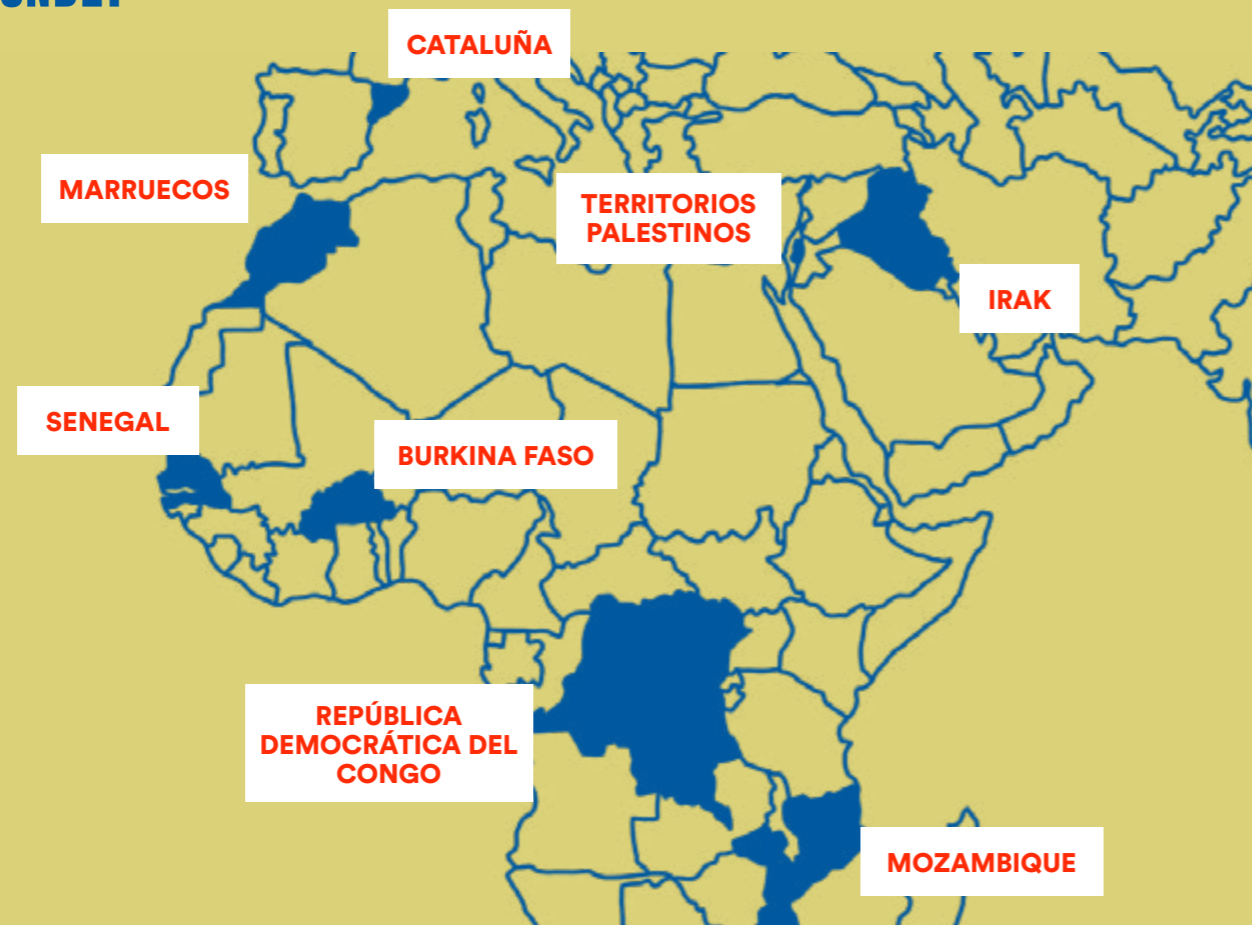 CATALUÑA
MARRUECOS
TERRITORIOS
PALESTINOS
IRAK
SENEGAL
BURKINA FASO
REPÚBLICA
DEMOCRÁTICA DEL
CONGO
MOZAMBIQUE